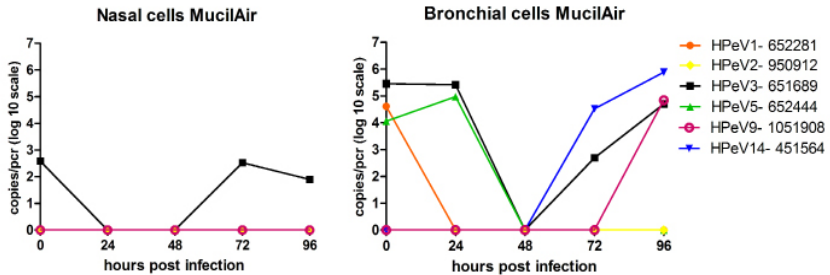 Nasal cells MucilAir
copies/pcr (log 10 scale)
7
6
5
4
3
2
1
0
0 24 48 72 96
hours post infection
Bronchial cells MucilAir
copies/pcr (log 10 scale)
7
6
5
4
3
2
1
0
0 24 48 72 96
hours post infection
HPeV1- 652281
HPeV2- 950912
HPeV3- 651689
HPeV5- 652444
HPeV9- 1051908
HPeV14- 451564